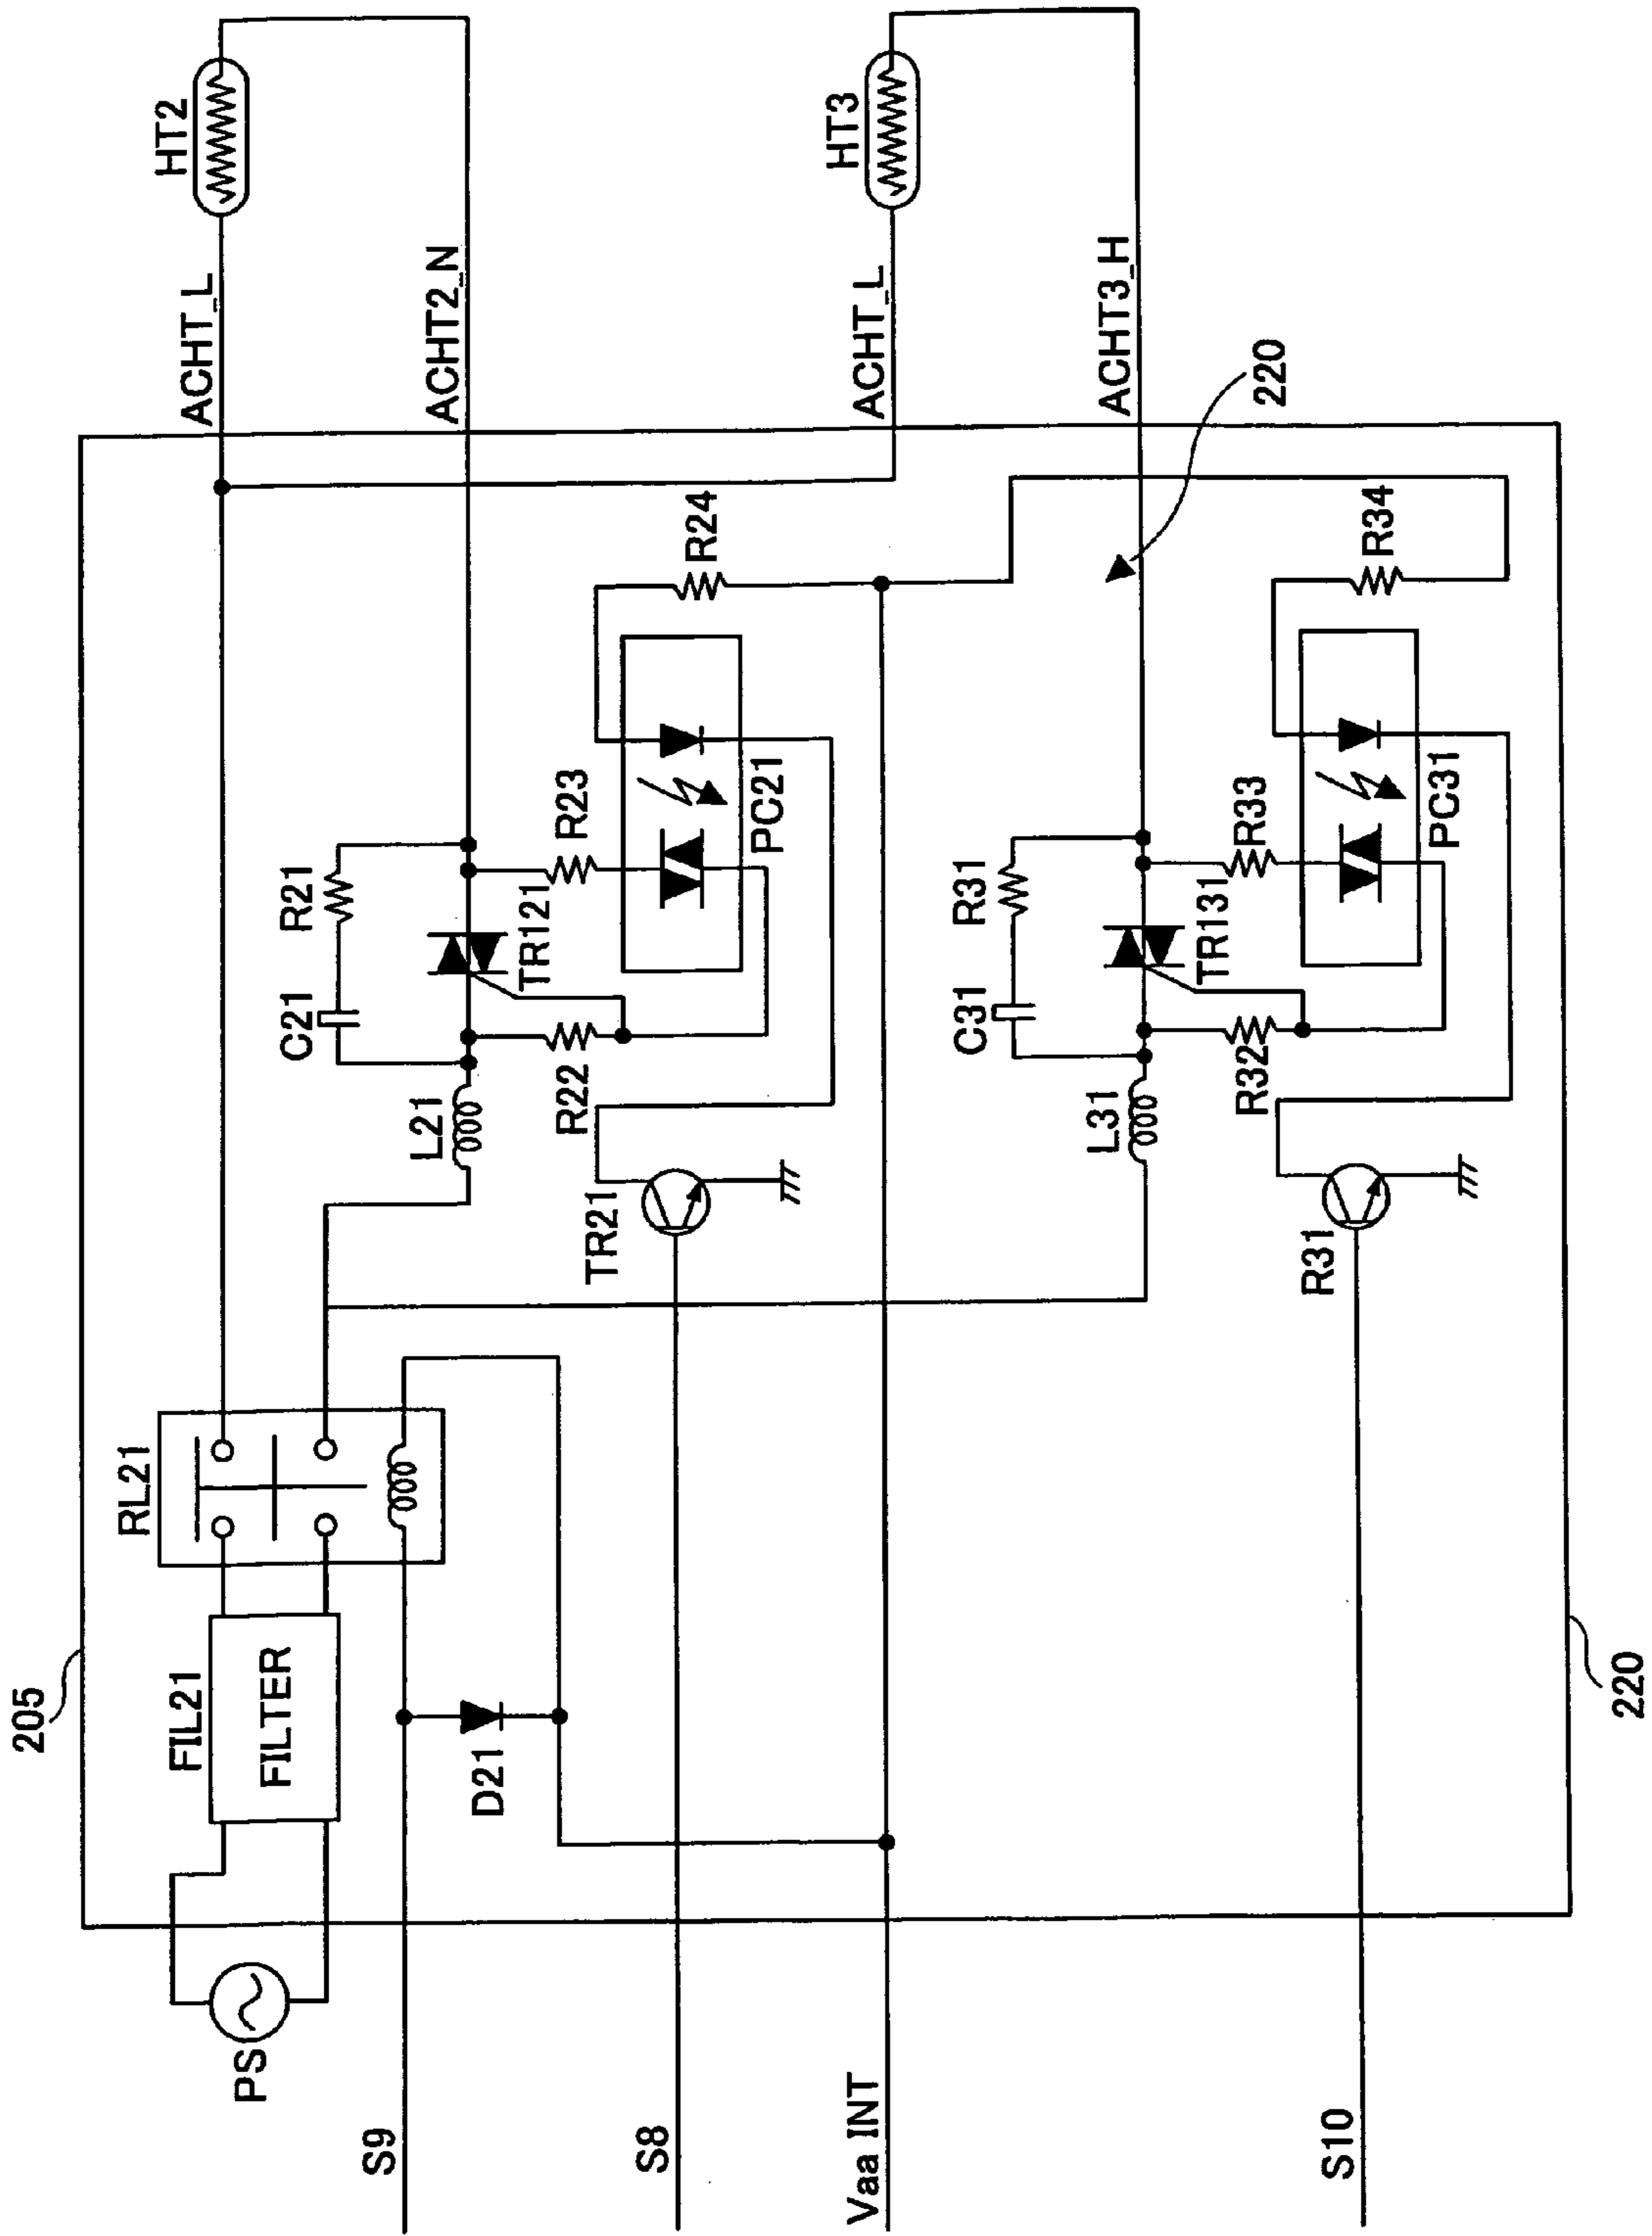 205
PS
FIL21
FILTER
RL21
ACHT_L
HT2
ACHT2_N
C21
R21
L21
TR121
R22
R23
R24
PC21
D21
TR21
S9
S8
Vaa INT
ACHT_L
HT3
ACHT3_H
220
C31
R31
L31
TR131
R32
R33
R34
PC31
R31
S10
220